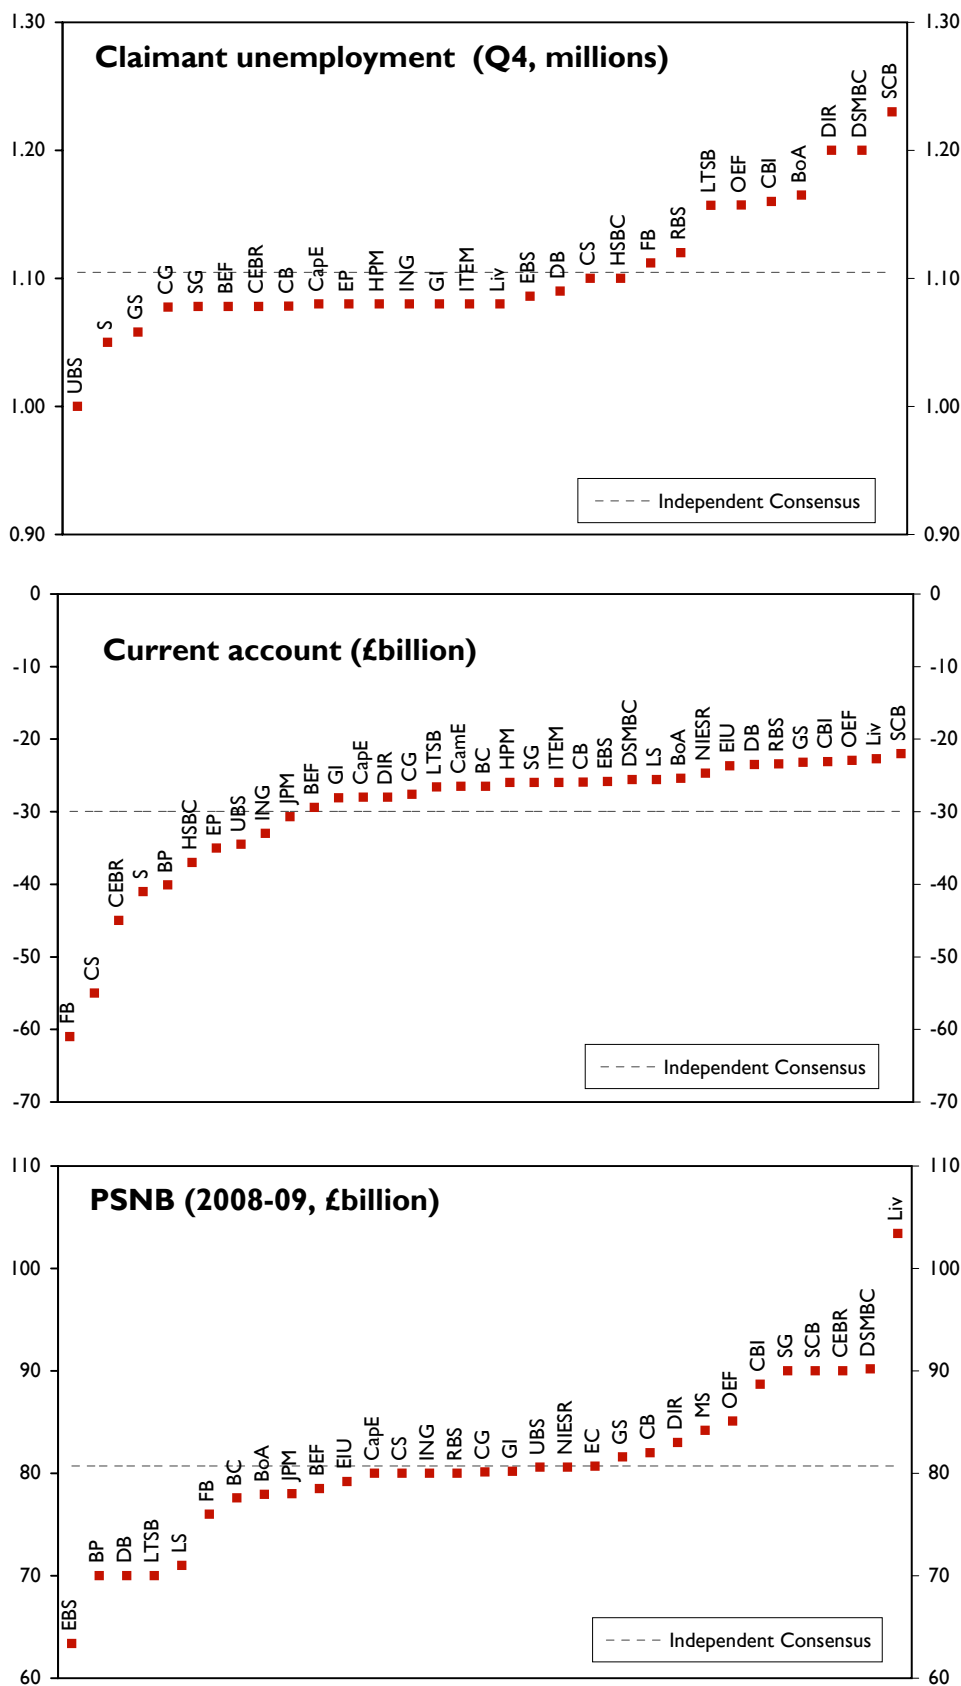 Claimant unemployment (Q4, millions)
1.30
1.20
1.10
1.00
0.90
1.30
1.20
1.10
1.00
0.90
UBS
S
GS
CG
SG
BEF
CEBR
CB
CapE
EP
HPM
ING
GI
ITEM
Liv
EBS
DB
CS
HSBC
FB
RBS
LTSB
OEF
CBI
BoA
DIR
DSMBC
SCB
Independent Consensus
Current account (£billion)
0
-10
-20
-30
-40
-50
-60
-70
0
-10
-20
-30
-40
-50
-60
-70
FB
CS
CEBR
S
BP
HSBC
EP
UBS
ING
JPM
BEF
GI
CapE
DIR
CG
LTSB
CamE
BC
HPM
SG
ITEM
CB
EBS
DSMBC
LS
BoA
NIESR
EIU
DB
RBS
GS
CBI
OEF
Liv
SCB
Independent Consensus
PSNB (2008-09, £billion)
110
100
90
80
70
60
110
100
90
80
70
60
EBS
BP
DB
LTSB
LS
FB
BC
BoA
JPM
BEF
EIU
CapE
CS
ING
RBS
CG
GI
UBS
NIESR
EC
GS
CB
DIR
MS
OEF
CBI
SG
SCB
CEBR
DSMBC
Liv
Independent Consensus